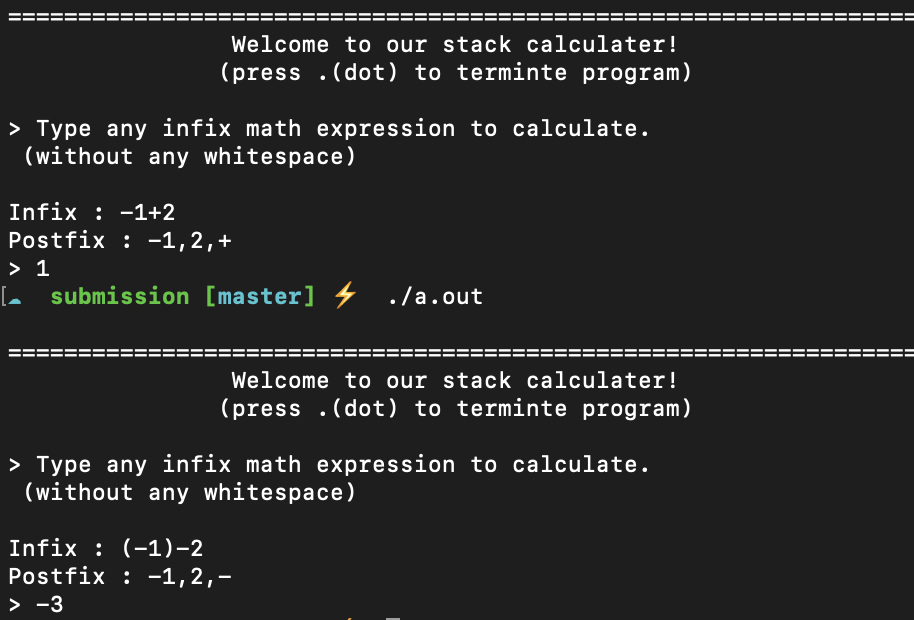 =================================================================
Welcome to our stack calculater!
(press .(dot) to terminte program)
> Type any infix math expression to calculate.
(without any whitespace)
Infix : -1+2
Postfix : -1,2,+
> 1
[☁ submission [master] ⚡ ./a.out
=================================================================
Welcome to our stack calculater!
(press .(dot) to terminte program)
> Type any infix math expression to calculate.
(without any whitespace)
Infix : (-1)-2
Postfix : -1,2,-
> -3